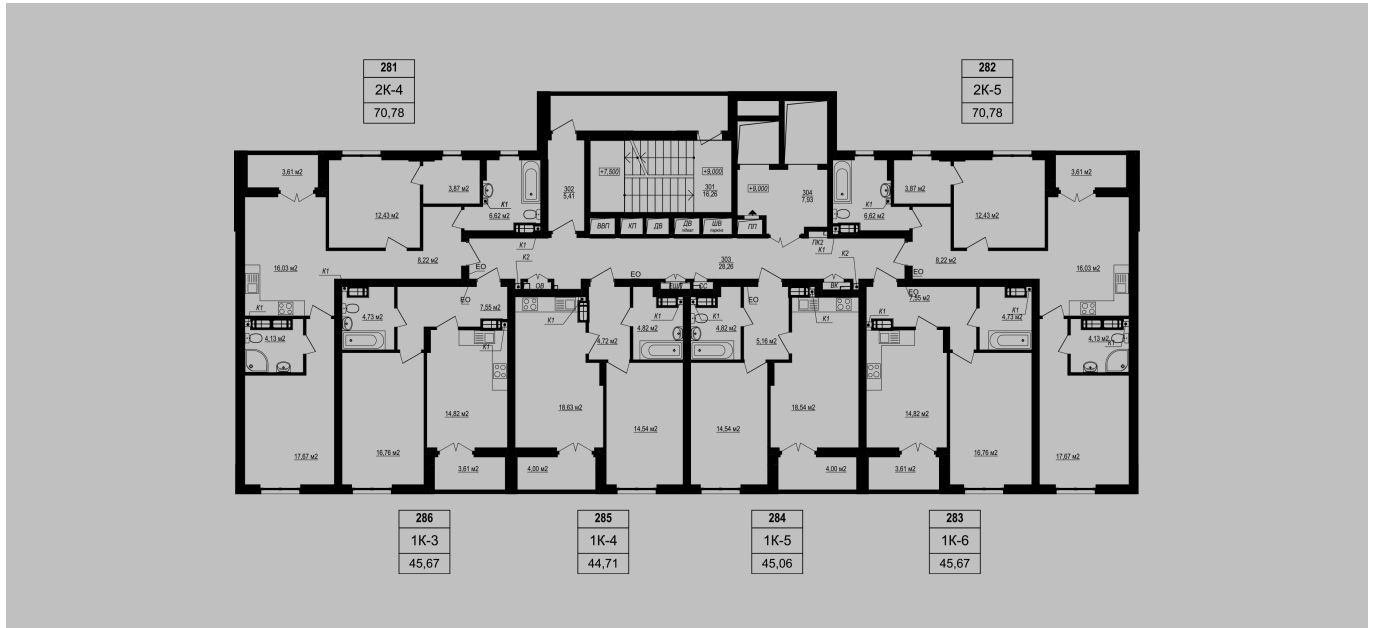 281
2К-4
70,78
282
2К-5
70,78
3,61 м2
12,43 м2
3,87 м2
К1
6,62 м2
302
5,41
+7,500
+9,000
301
16,26
+9,000
304
7,93
К1
6,62 м2
3,87 м2
12,43 м2
3,61 м2
ВВП
КП
ДВ
ДВ
ШВ
ПП
ПК2
К1
К1
К2
К2
16,03 м2
8,22 м2
ЕО
ЕО
303
28,26
ЕО
8,22 м2
16,03 м2
К1
К1
4,73 м2
ЕО
7,55 м2
ОВ
СС
ЕО
ВК
7,55 м2
К1
4,73 м2
К1
4,13 м2
К1
К1
4,72 м2
К1
4,82 м2
К1
4,82 м2
5,16 м2
К1
К1
4,13 м2
К1
14,82 м2
18,63 м2
14,54 м2
14,54 м2
18,54 м2
14,82 м2
17,67 м2
16,76 м2
3,61 м2
4,00 м2
4,00 м2
3,61 м2
16,76 м2
17,67 м2
286
1К-3
45,67
285
1К-4
44,71
284
1К-5
45,06
283
1К-6
45,67